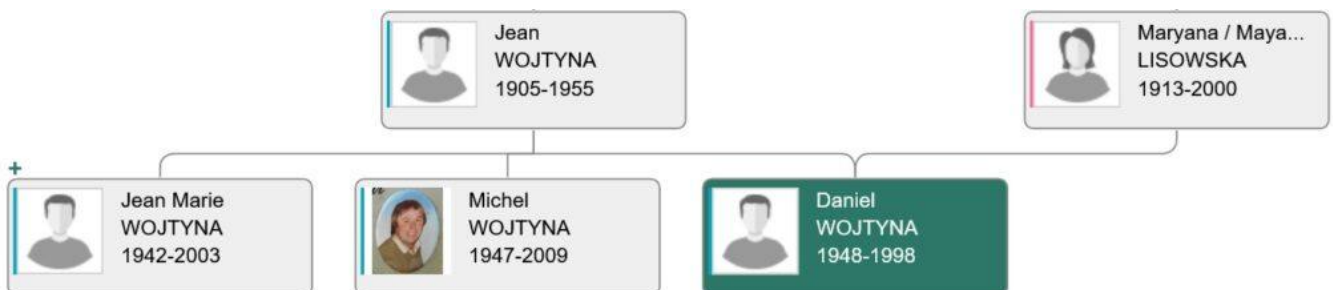 Jean
WOJTYNA
1905-1955
Maryana / Maya...
LISOWSKA
1913-2000
+
Jean Marie
WOJTYNA
1942-2003
Michel
WOJTYNA
1947-2009
Daniel
WOJTYNA
1948-1998